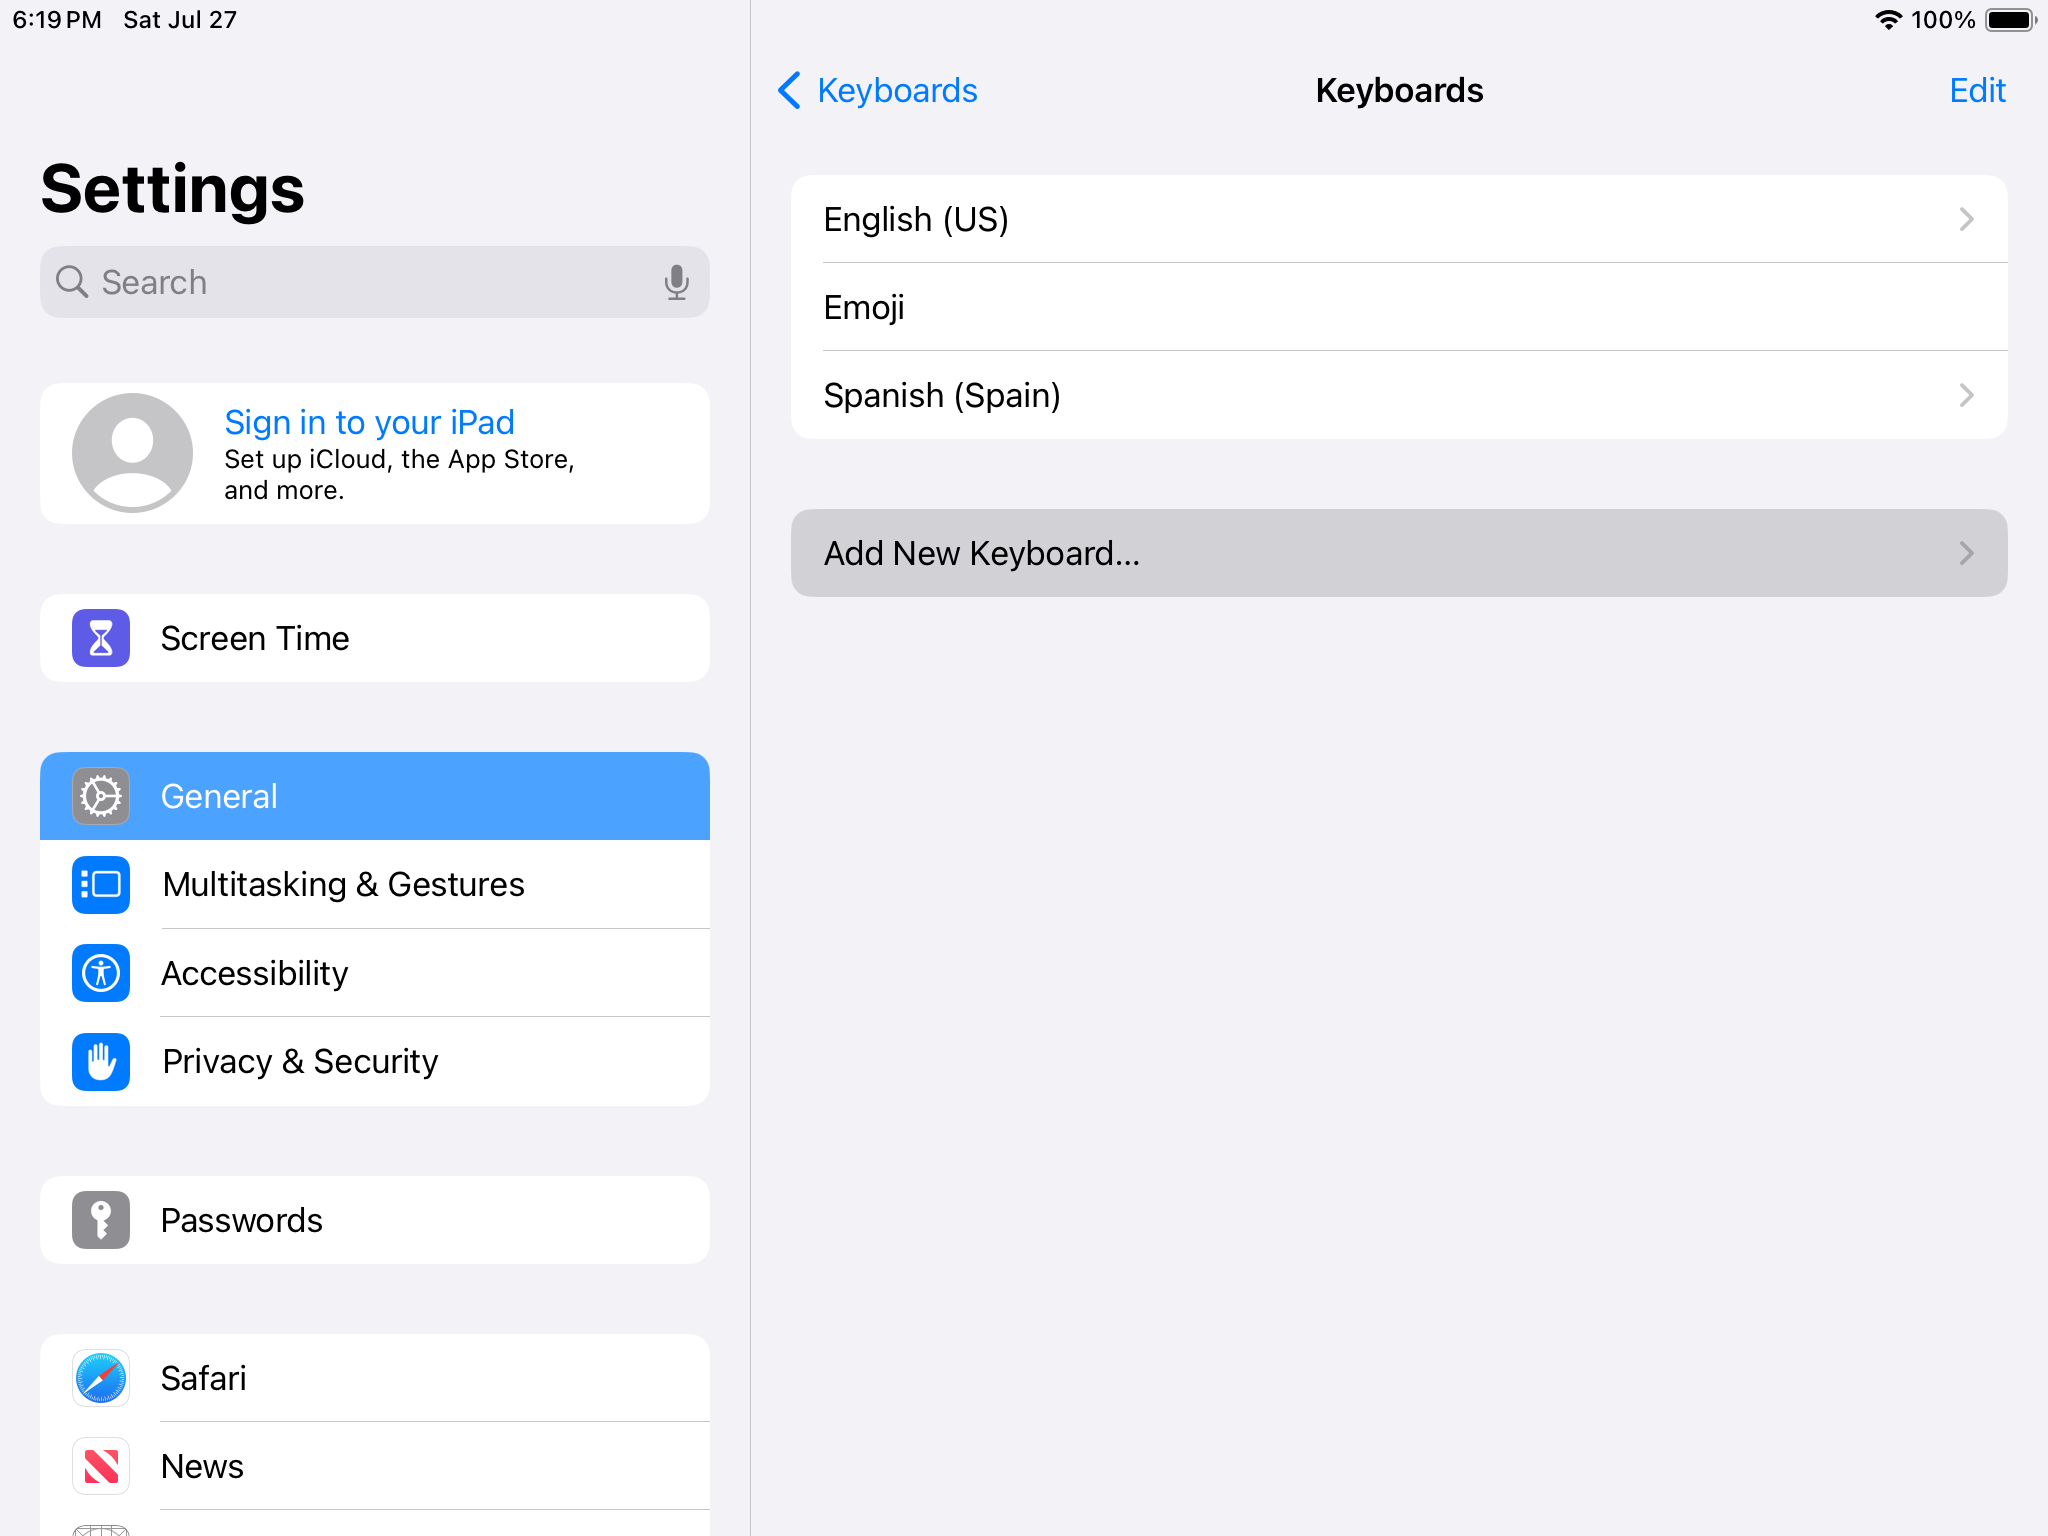 6:19 PM Sat Jul 27
100%
Settings
Search
Sign in to your iPad
Set up iCloud, the App Store,
and more.
Screen Time
General
Multitasking & Gestures
Accessibility
Privacy & Security
Passwords
Safari
News
Keyboards
Keyboards
Edit
English (US)
Emoji
Spanish (Spain)
Add New Keyboard...